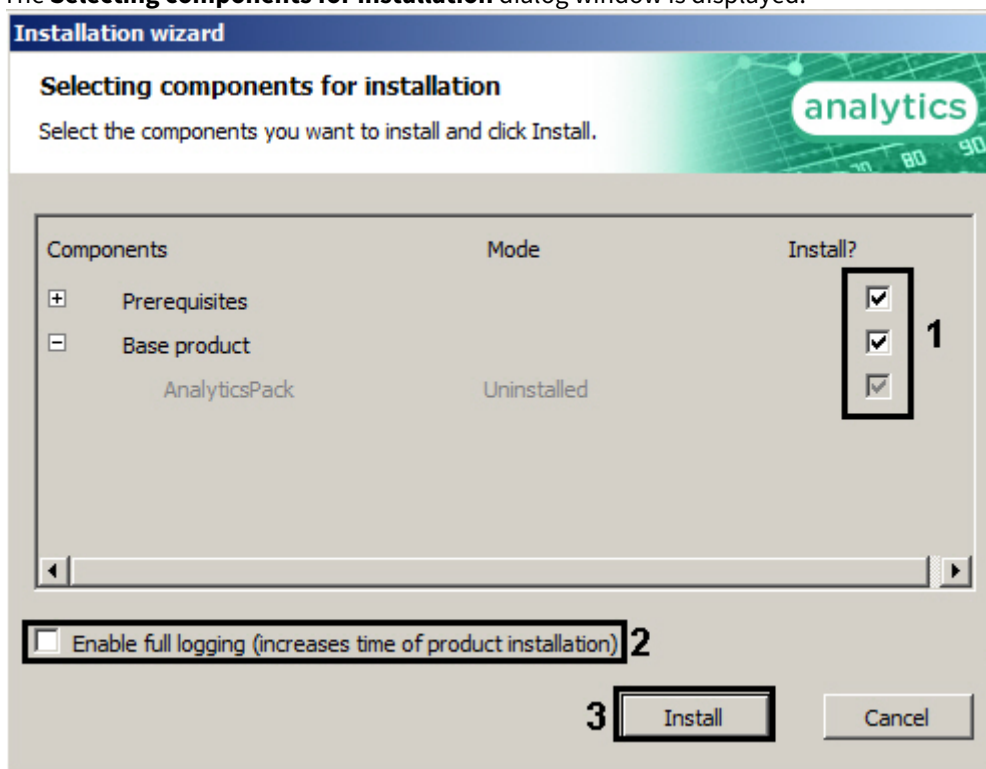 The Selecting components for installation dialog window is displayed.
Installation wizard
Selecting components for installation
Select the components you want to install and click Install.
analytics
70 80 90
Components Mode Install?
Prerequisites
Base product
1
AnalyticsPack Uninstalled
Enable full logging (increases time of product installation) 2
3 Install Cancel